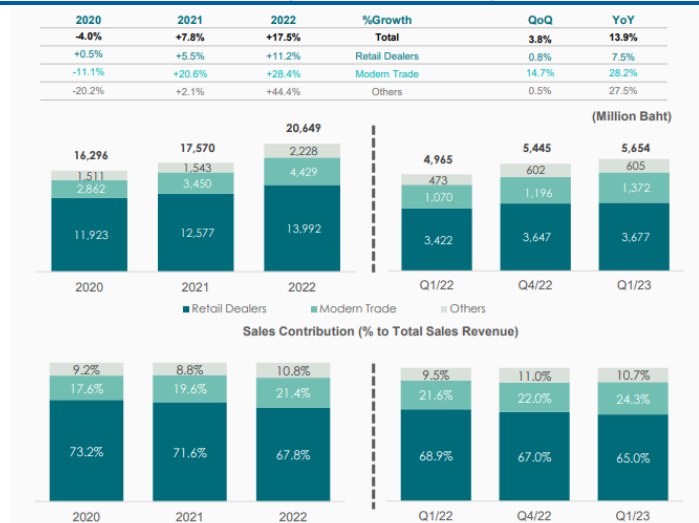 2020 2021 2022 %Growth QoQ YoY
-4.0% +7.8% +17.5% Total 3.8% 13.9%
+0.5% +5.5% +11.2% Retail Dealers 0.8% 7.5%
-11.1% +20.6% +28.4% Modern Trade 14.7% 28.2%
-20.2% +2.1% +44.4% Others 0.5% 27.5%
(Million Baht)
16,296 17,570 20,649 4,965 5,445 5,654
1,511 1,543 2,228 473 602 605
2,862 3,450 4,429 1,070 1,196 1,372
11,923 12,577 13,992 3,422 3,647 3,677
2020 2021 2022 Q1/22 Q4/22 Q1/23
Retail Dealers Modern Trade Others
Sales Contribution (% to Total Sales Revenue)
9.2% 8.8% 10.8% 9.5% 11.0% 10.7%
17.6% 19.6% 21.4% 21.6% 22.0% 24.3%
73.2% 71.6% 67.8% 68.9% 67.0% 65.0%
2020 2021 2022 Q1/22 Q4/22 Q1/23